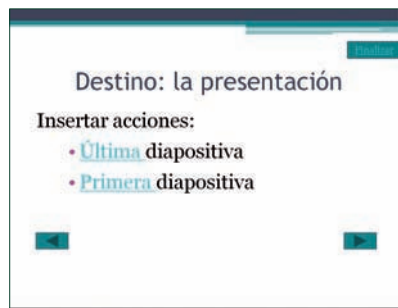 Finalizar
Destino: la presentación
Insertar acciones:
• Última diapositiva
• Primera diapositiva